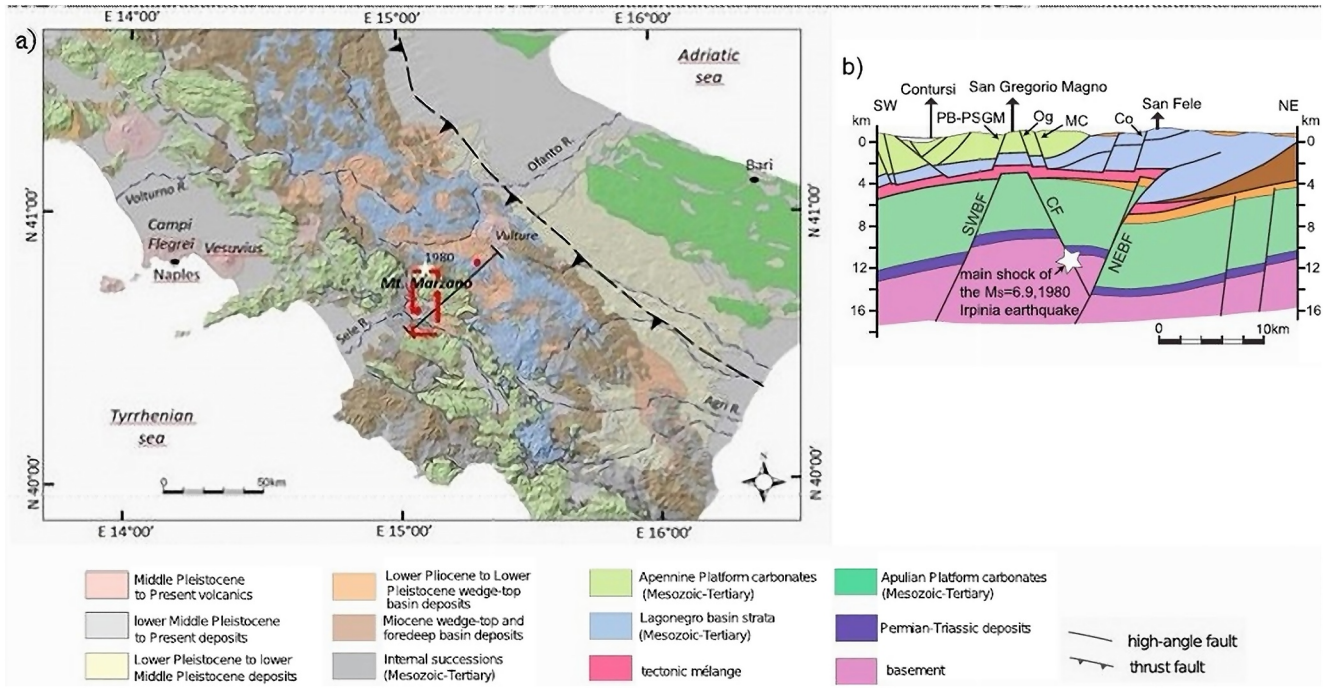 E 14°00'
E 15°00'
E 16°00'
a)
Adriatic
sea
Ofanto R.
Bari
Volturno R.
N 41°00'
N 41°00'
Campi
Flegrei
Vesuvius
Naples
Vulture
1980
Mt. Marzano
Sele R.
Agri R.
Tyrrhenian
sea
0
50km
N
N 40°00'
N 40°00'
E 14°00'
E 15°00'
E 16°00'
b)
Contursi
San Gregorio Magno
San Fele
SW
PB-PSGM
Og
MC
Co
NE
km
km
0
0
4
4
8
8
12
12
16
16
SWBF
CF
NEBF
main shock of
the Ms=6.9,1980
Irpinia earthquake
0
10km
Middle Pleistocene
to Present volcanics
lower Middle Pleistocene
to Present deposits
Lower Pleistocene to lower
Middle Pleistocene deposits
Lower Pliocene to Lower
Pleistocene wedge-top
basin deposits
Miocene wedge-top and
foredeep basin deposits
Internal successions
(Mesozoic-Tertiary)
Apennine Platform carbonates
(Mesozoic-Tertiary)
Lagonegro basin strata
(Mesozoic-Tertiary)
tectonic mélange
Apulian Platform carbonates
(Mesozoic-Tertiary)
Permian-Triassic deposits
basement
high-angle fault
thrust fault